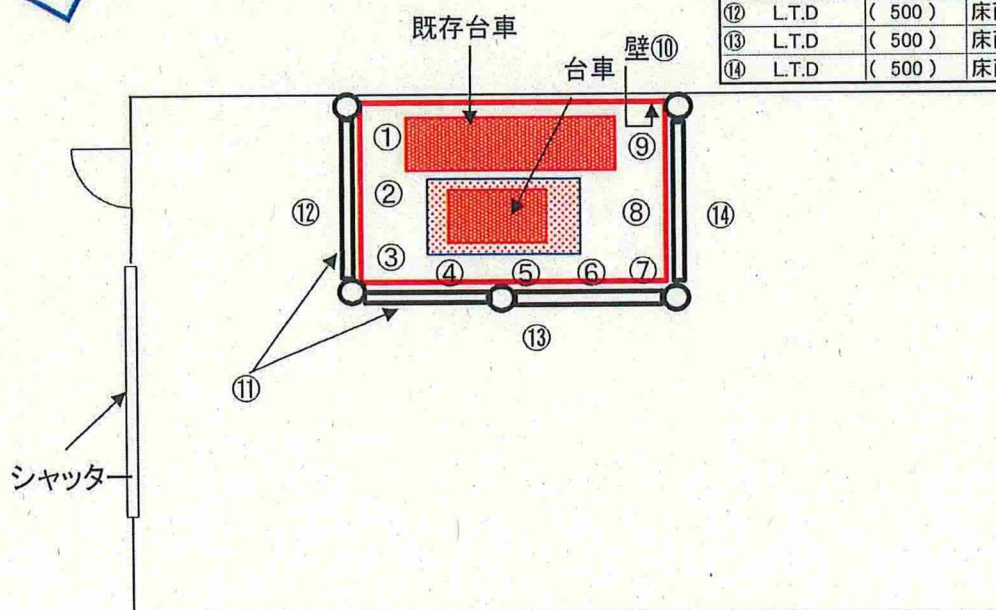 ⑫ L.T.D ( 500 ) 床
⑬ L.T.D ( 500 ) 床
⑭ L.T.D ( 500 ) 床
既存台車
台車
壁⑩
①
⑨
②
⑫
⑧
⑭
③
④ ⑤ ⑥ ⑦
⑬
⑪
シャッター